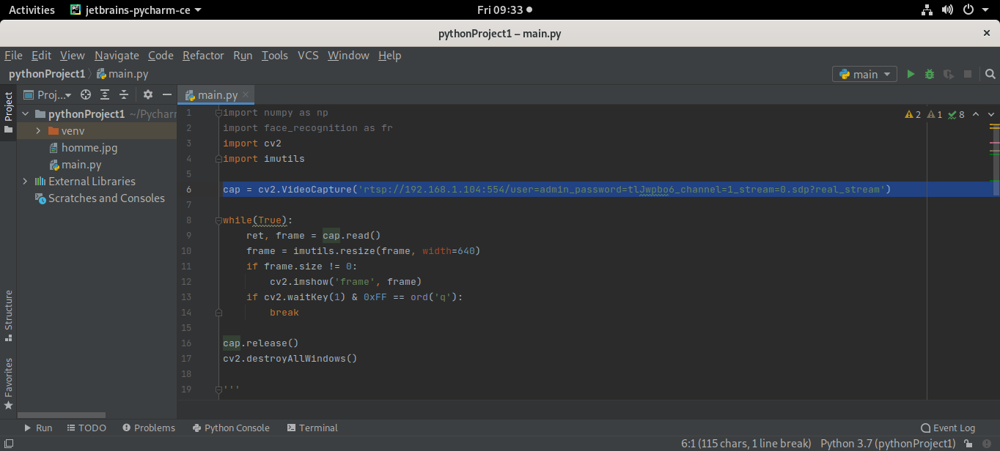 Activities jetbrains-pycharm-ce Fri 09:33
pythonProject1 – main.py ×
File Edit View Navigate Code Refactor Run Tools VCS Window Help
pythonProject1 main.py main
Project
Proj... main.py
pythonProject1 ~/Pycharm
venv
homme.jpg
main.py
External Libraries
Scratches and Consoles
Structure
Favorites
2 1 8
1 import numpy as np
2 import face_recognition as fr
3 import cv2
4 import imutils
5
6 cap = cv2.VideoCapture('rtsp://192.168.1.104:554/user=admin_password=tlJwpbo6_channel=1_stream=0.sdp?real_stream')
7
8 while(True):
9 ret, frame = cap.read()
10 frame = imutils.resize(frame, width=640)
11 if frame.size != 0:
12 cv2.imshow('frame', frame)
13 if cv2.waitKey(1) & 0xFF == ord('q'):
14 break
15
16 cap.release()
17 cv2.destroyAllWindows()
18
19 '''
Run TODO Problems Python Console Terminal Event Log
6:1 (115 chars, 1 line break) Python 3.7 (pythonProject1)